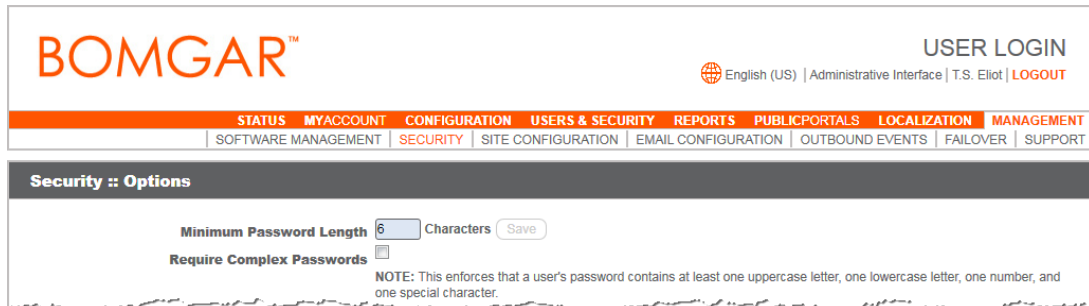 BOMGAR™
USER LOGIN
English (US) | Administrative Interface | T.S. Eliot | LOGOUT
STATUS MYACCOUNT CONFIGURATION USERS & SECURITY REPORTS PUBLICPORTALS LOCALIZATION MANAGEMENT
| SOFTWARE MANAGEMENT | SECURITY | SITE CONFIGURATION | EMAIL CONFIGURATION | OUTBOUND EVENTS | FAILOVER | SUPPORT
Security :: Options
Minimum Password Length 6 Characters Save
Require Complex Passwords
NOTE: This enforces that a user's password contains at least one uppercase letter, one lowercase letter, one number, and
one special character.